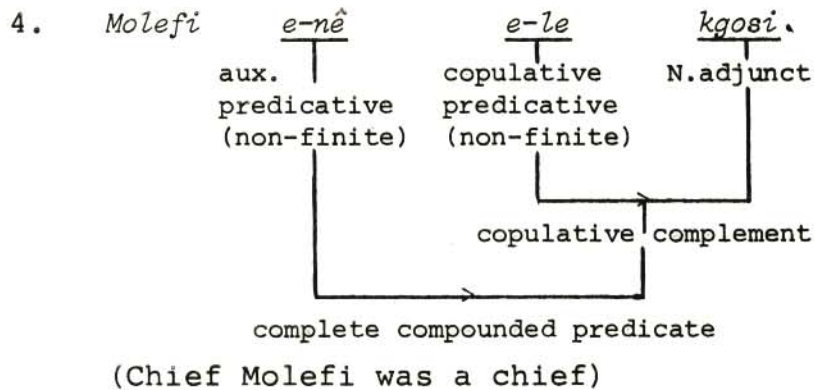 4. Molefi e-nê e-le kgosi.
aux. copulative N.adjunct
predicative predicative
(non-finite) (non-finite)
copulative complement
complete compounded predicate
(Chief Molefi was a chief)